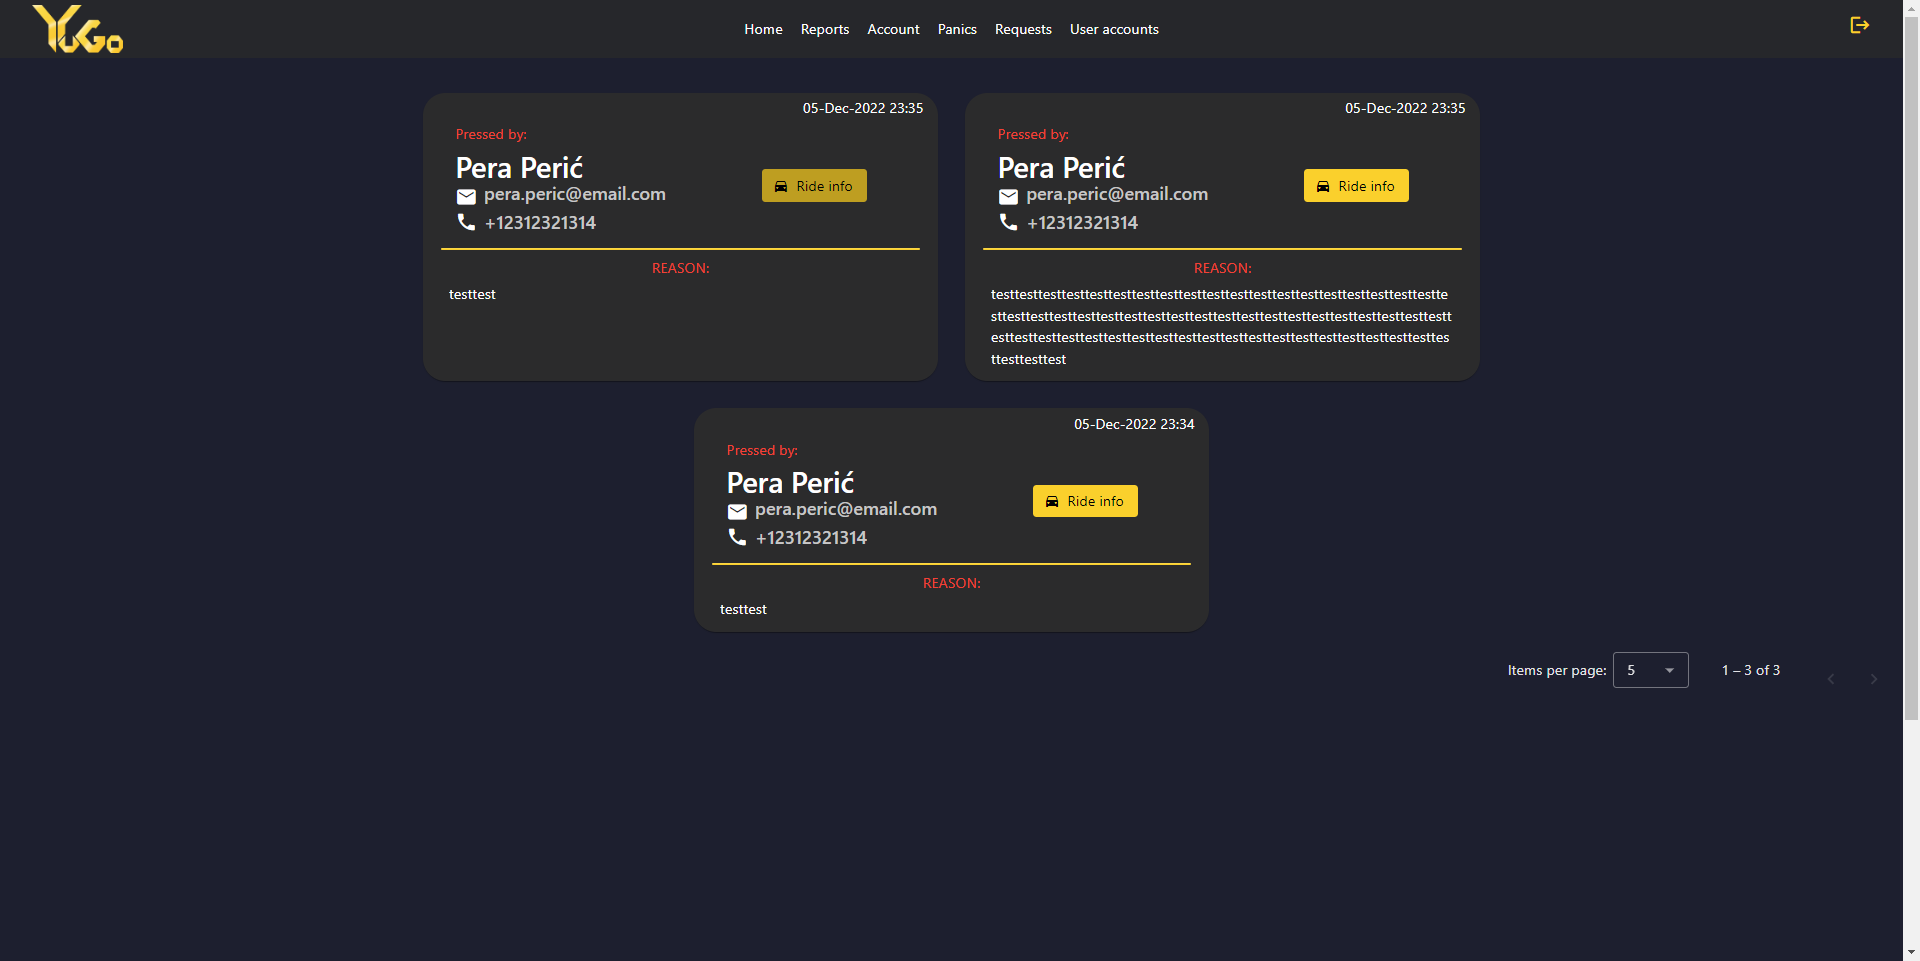 YuGo
Home Reports Account Panics Requests User accounts
05-Dec-2022 23:35
Pressed by:
Pera Perić
pera.peric@email.com
Ride info
+12312321314
REASON:
testtest
05-Dec-2022 23:35
Pressed by:
Pera Perić
pera.peric@email.com
Ride info
+12312321314
REASON:
testtesttesttesttesttesttesttesttesttesttesttesttesttesttesttesttesttesttestte
sttesttesttesttesttesttesttesttesttesttesttesttesttesttesttesttesttesttesttestt
esttesttesttesttesttesttesttesttesttesttesttesttesttesttesttesttesttesttesttes
ttesttesttest
05-Dec-2022 23:34
Pressed by:
Pera Perić
pera.peric@email.com
Ride info
+12312321314
REASON:
testtest
Items per page: 5 1 – 3 of 3